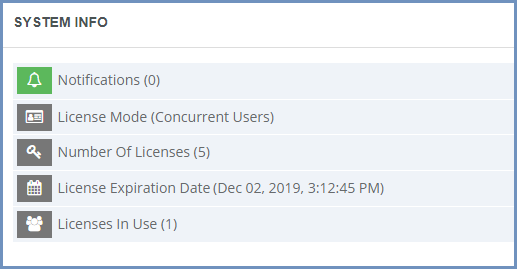 SYSTEM INFO
Notifications (0)
License Mode (Concurrent Users)
Number Of Licenses (5)
License Expiration Date (Dec 02, 2019, 3:12:45 PM)
Licenses In Use (1)